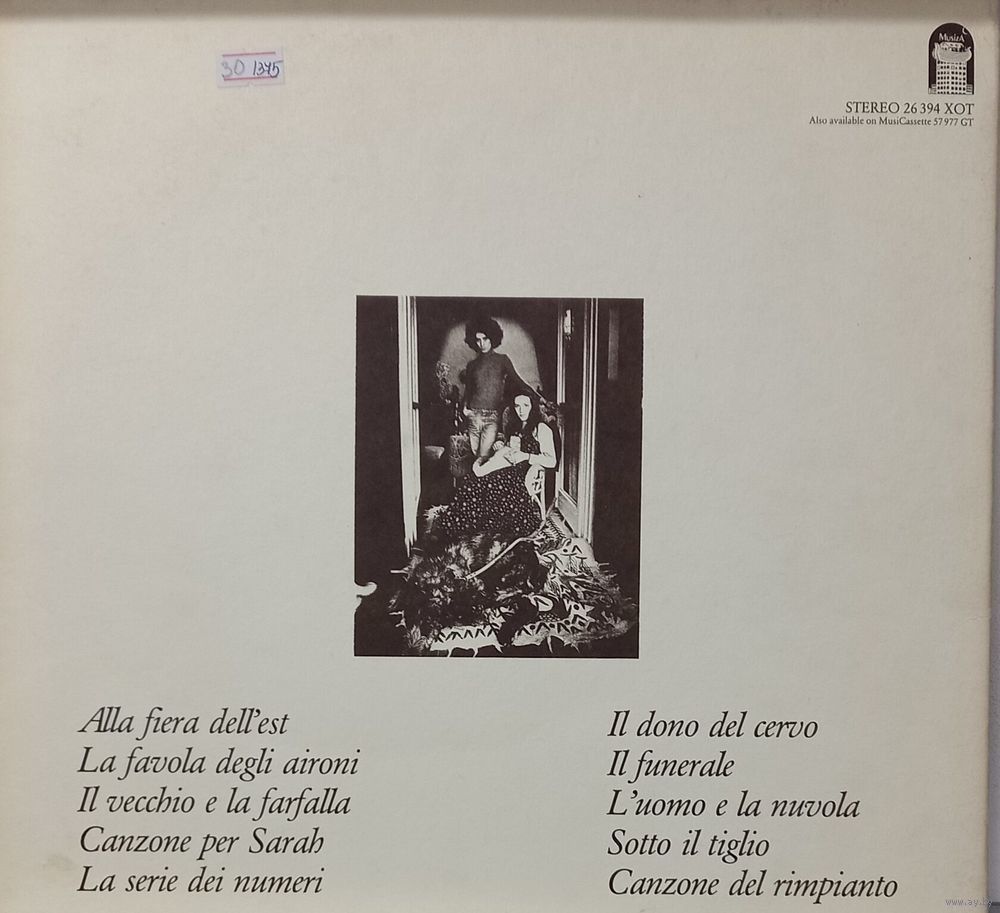 MusizA
30 1375
STEREO 26 394 XOT
Also available on MusiCassette 57 977 GT
Alla fiera dell'est
La favola degli aironi
Il vecchio e la farfalla
Canzone per Sarah
La serie dei numeri
Il dono del cervo
Il funerale
L'uomo e la nuvola
Sotto il tiglio
Canzone del rimpianto